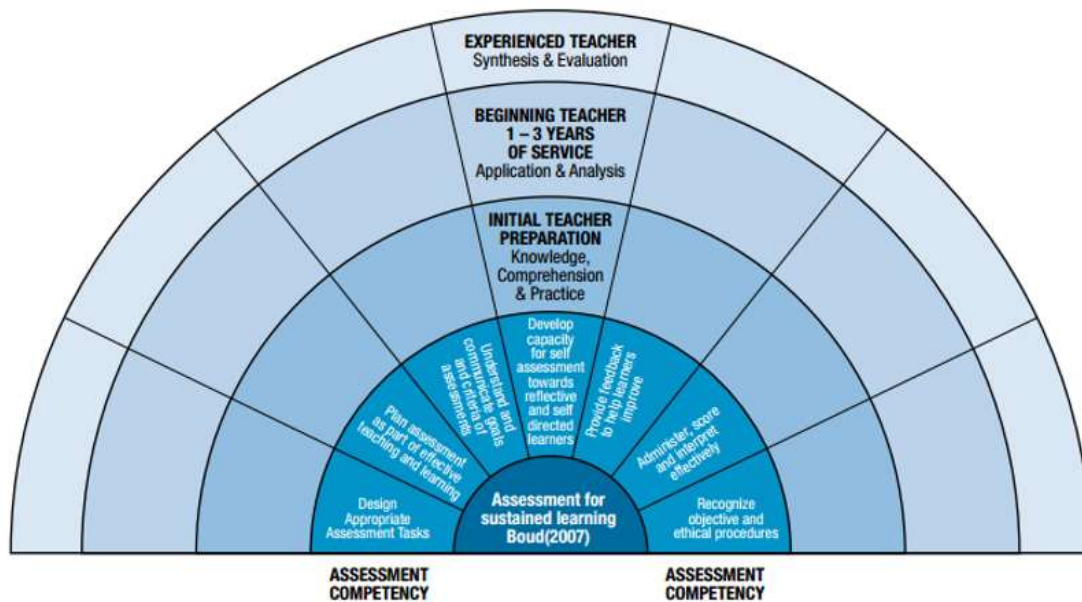 EXPERIENCED TEACHER
Synthesis & Evaluation
BEGINNING TEACHER
1 – 3 YEARS
OF SERVICE
Application & Analysis
INITIAL TEACHER
PREPARATION
Knowledge,
Comprehension
& Practice
Design
Appropriate
Assessment Tasks
Plan assessment
as part of effective
teaching and learning
Understand and
communicate goals
and criteria of
assessments
Develop
capacity
for self
assessment
towards
reflective
and self
directed
learners
Provide feedback
to help learners
improve
Administer, score
and interpret
effectively
Recognize
objective and
ethical procedures
Assessment for
sustained learning
Boud(2007)
ASSESSMENT
COMPETENCY
ASSESSMENT
COMPETENCY